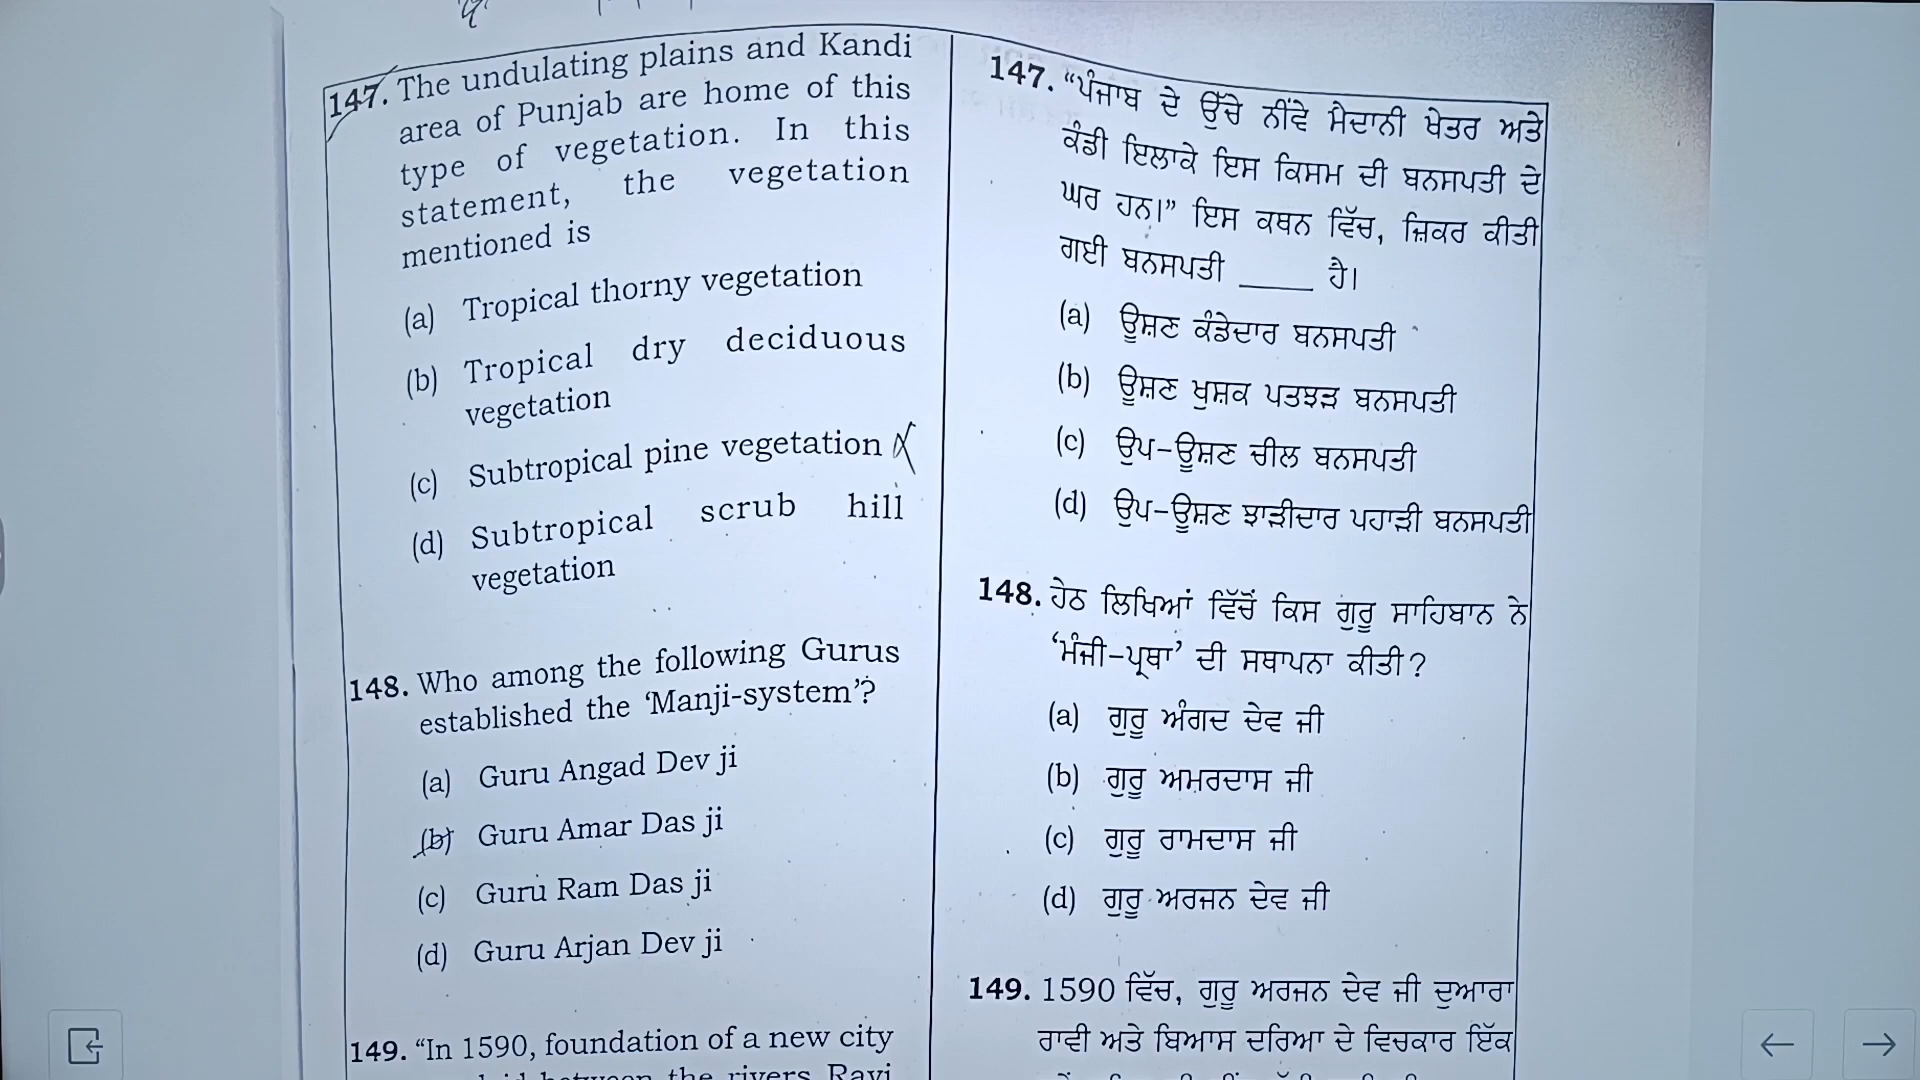 147. The undulating plains and Kandi
area of Punjab are home of this
type of vegetation. In this
statement, the vegetation
mentioned is
(a) Tropical thorny vegetation
(b) Tropical dry deciduous
vegetation
(c) Subtropical pine vegetation
(d) Subtropical scrub hill
vegetation
148. Who among the following Gurus
established the ‘Manji-system’?
(a) Guru Angad Dev ji
(b) Guru Amar Das ji
(c) Guru Ram Das ji
(d) Guru Arjan Dev ji
149. “In 1590, foundation of a new city
between the rivers Ravi
147. “ਪੰਜਾਬ ਦੇ ਉੱਚੇ ਨੀਂਵੇ ਮੈਦਾਨੀ ਖੇਤਰ ਅਤੇ
ਕੰਡੀ ਇਲਾਕੇ ਇਸ ਕਿਸਮ ਦੀ ਬਨਸਪਤੀ ਦੇ
ਘਰ ਹਨ।” ਇਸ ਕਥਨ ਵਿੱਚ, ਜ਼ਿਕਰ ਕੀਤੀ
ਗਈ ਬਨਸਪਤੀ _____ ਹੈ।
(a) ਊਸ਼ਣ ਕੰਡੇਦਾਰ ਬਨਸਪਤੀ
(b) ਊਸ਼ਣ ਖੁਸ਼ਕ ਪਤਝੜ ਬਨਸਪਤੀ
(c) ਉਪ-ਊਸ਼ਣ ਚੀਲ ਬਨਸਪਤੀ
(d) ਉਪ-ਊਸ਼ਣ ਝਾੜੀਦਾਰ ਪਹਾੜੀ ਬਨਸਪਤੀ
148. ਹੇਠ ਲਿਖਿਆਂ ਵਿੱਚੋਂ ਕਿਸ ਗੁਰੂ ਸਾਹਿਬਾਨ ਨੇ
‘ਮੰਜੀ-ਪ੍ਰਥਾ’ ਦੀ ਸਥਾਪਨਾ ਕੀਤੀ?
(a) ਗੁਰੂ ਅੰਗਦ ਦੇਵ ਜੀ
(b) ਗੁਰੂ ਅਮਰਦਾਸ ਜੀ
(c) ਗੁਰੂ ਰਾਮਦਾਸ ਜੀ
(d) ਗੁਰੂ ਅਰਜਨ ਦੇਵ ਜੀ
149. 1590 ਵਿੱਚ, ਗੁਰੂ ਅਰਜਨ ਦੇਵ ਜੀ ਦੁਆਰਾ
ਰਾਵੀ ਅਤੇ ਬਿਆਸ ਦਰਿਆ ਦੇ ਵਿਚਕਾਰ ਇੱਕ